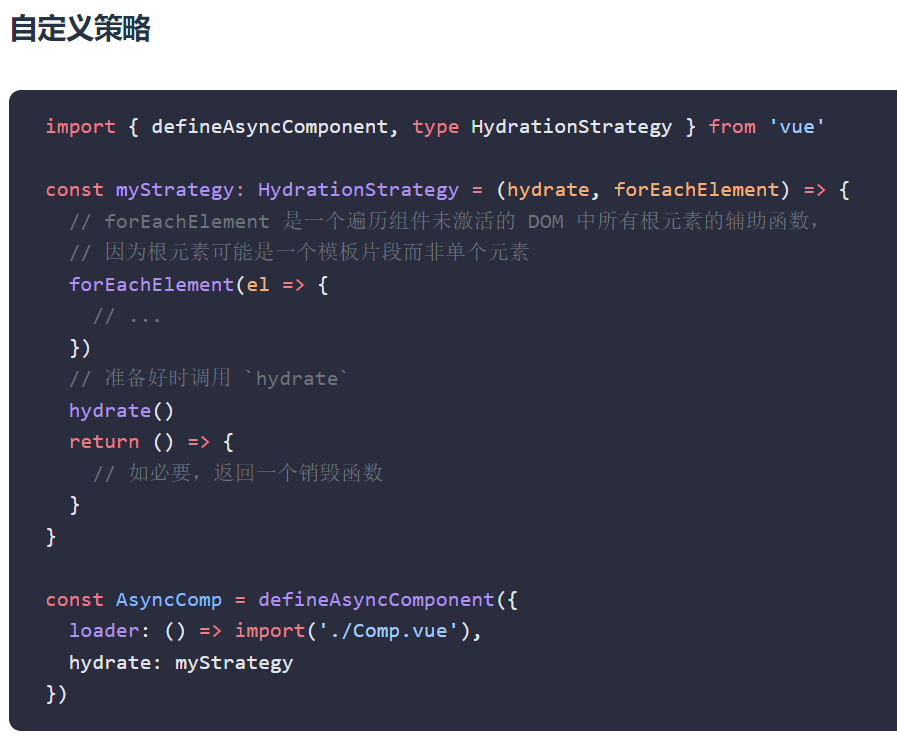 自定义策略
import { defineAsyncComponent, type HydrationStrategy } from 'vue'
const myStrategy: HydrationStrategy = (hydrate, forEachElement) => {
// forEachElement 是一个遍历组件未激活的 DOM 中所有根元素的辅助函数，
// 因为根元素可能是一个模板片段而非单个元素
forEachElement(el => {
// ...
})
// 准备好时调用 `hydrate`
hydrate()
return () => {
// 如必要，返回一个销毁函数
}
}
const AsyncComp = defineAsyncComponent({
loader: () => import('./Comp.vue'),
hydrate: myStrategy
})